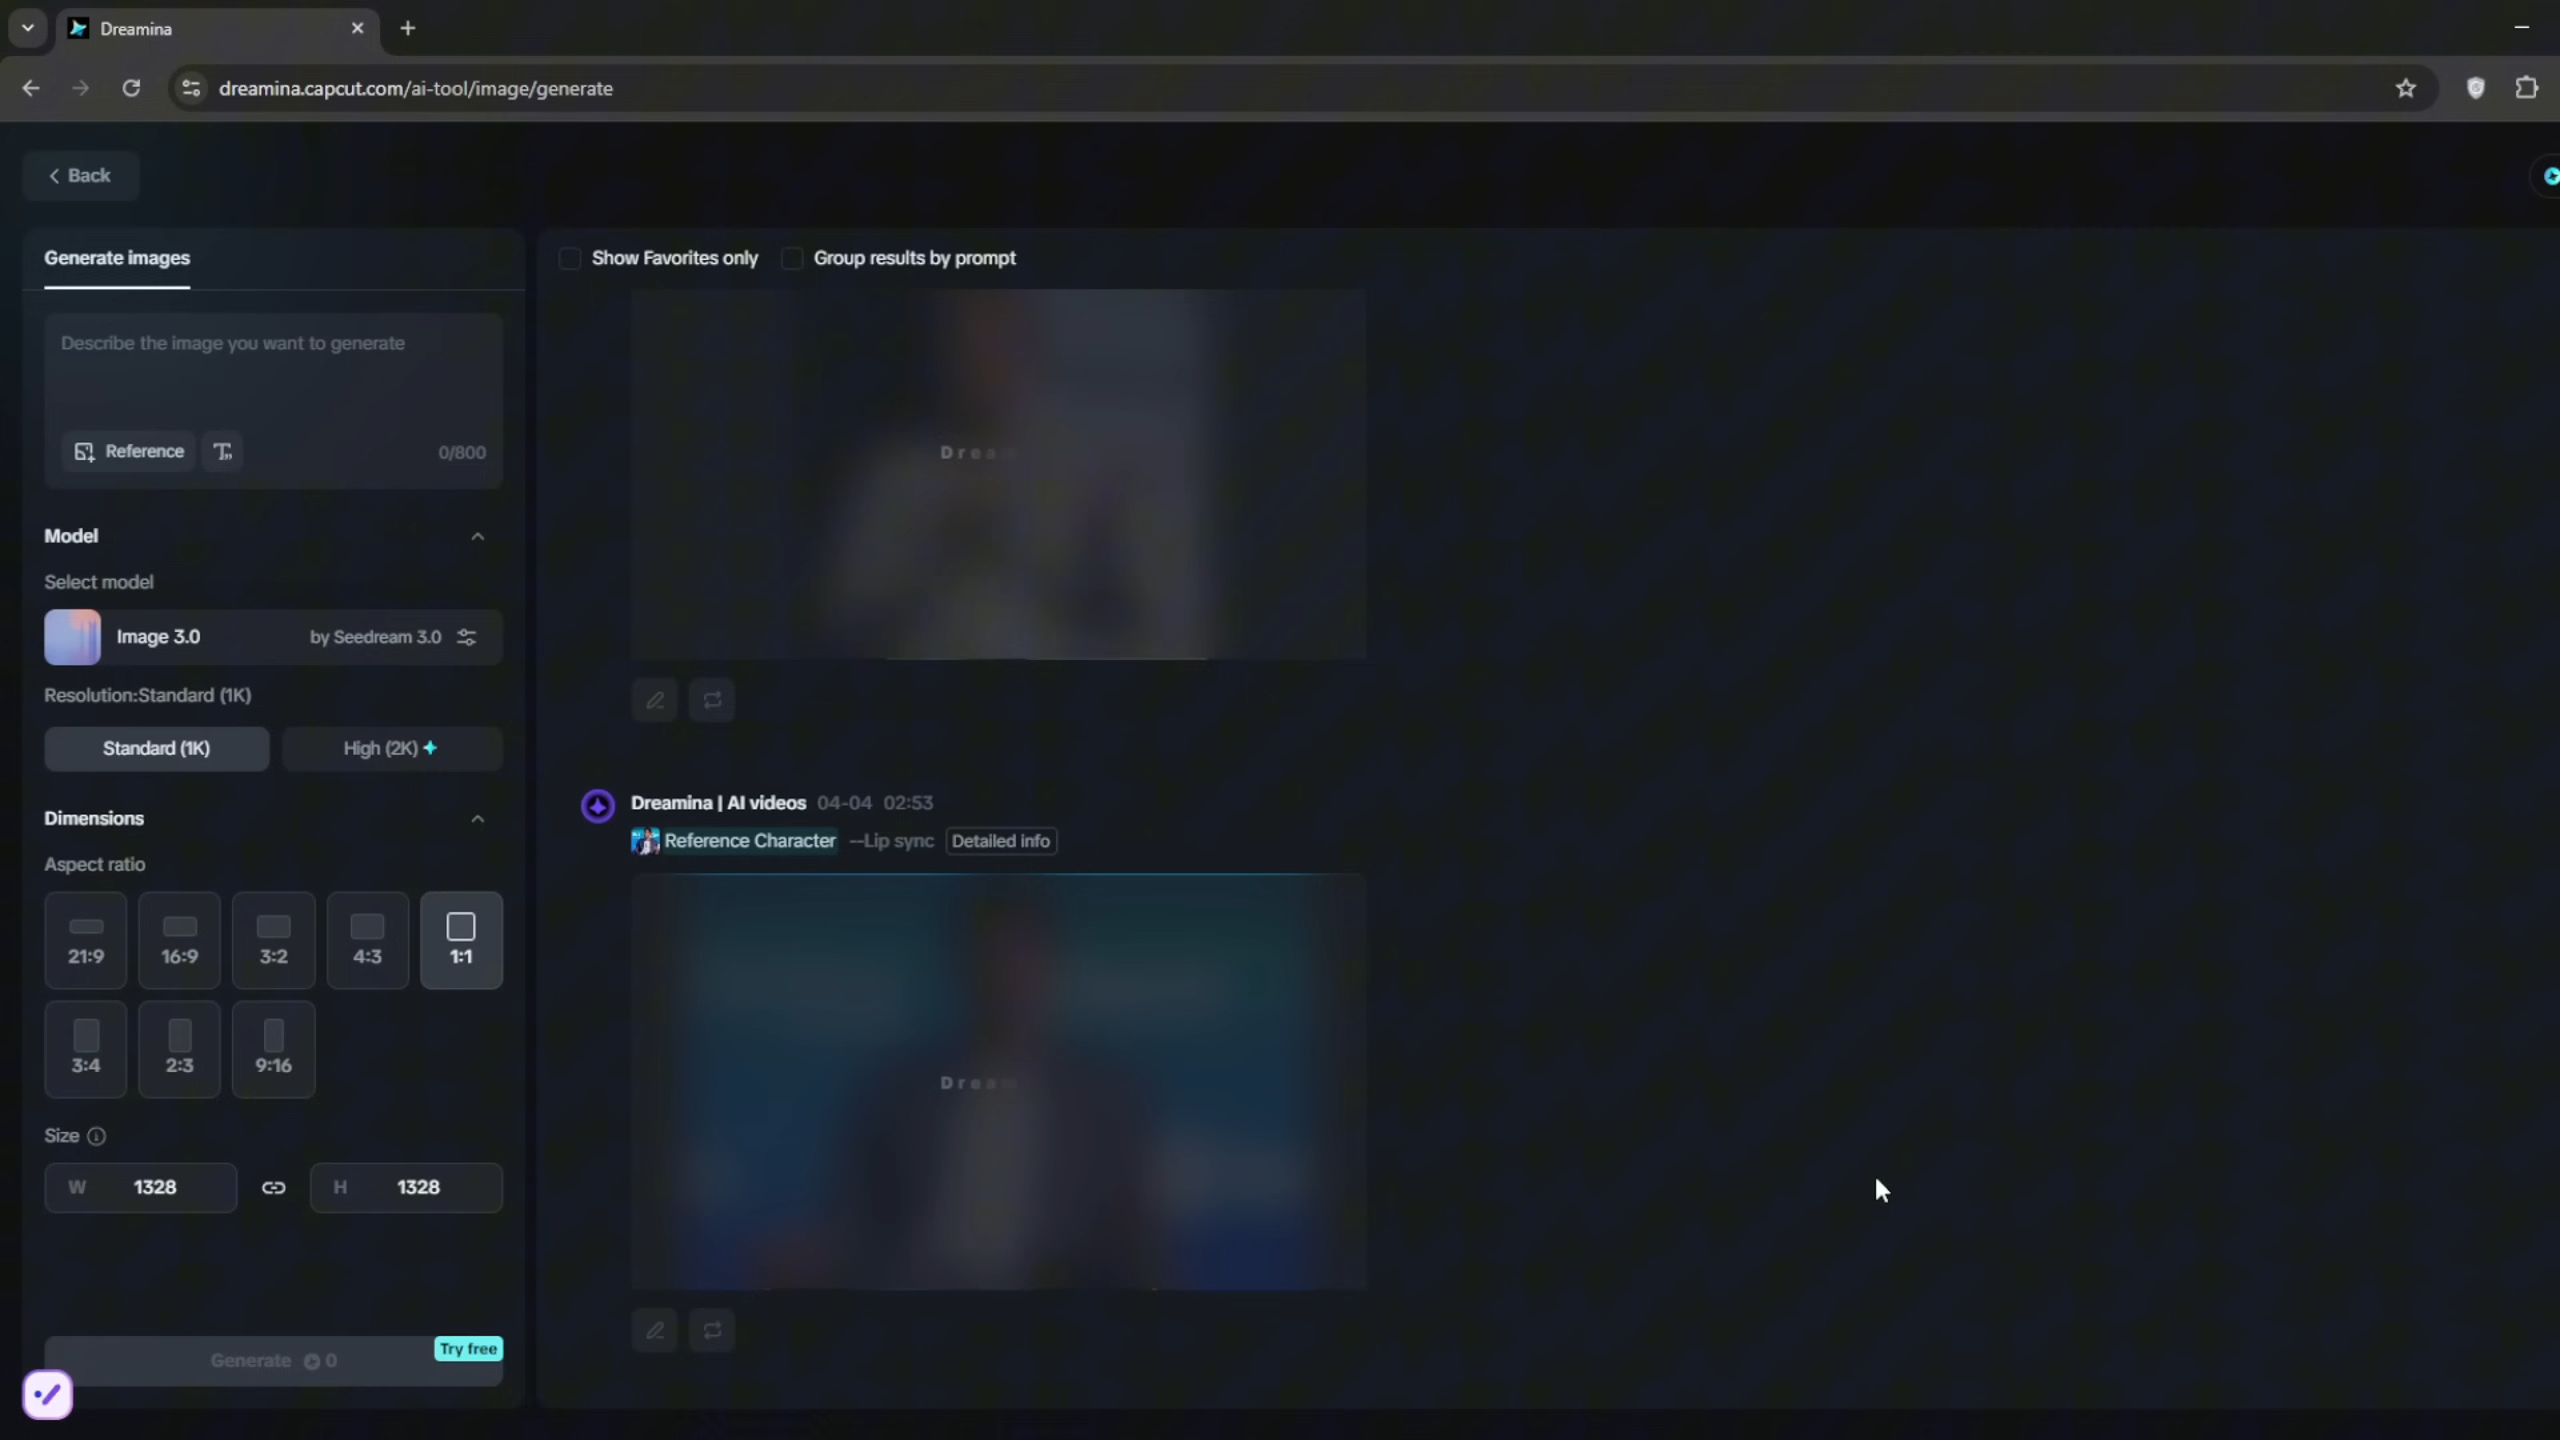 Dreamina
dreamina.capcut.com/ai-tool/image/generate
Back
Generate images
Describe the image you want to generate
Reference
0/800
Model
Select model
Image 3.0 by Seedream 3.0
Resolution:Standard (1K)
Standard (1K) High (2K)
Dimensions
Aspect ratio
21:9 16:9 3:2 4:3 1:1
3:4 2:3 9:16
Size
W 1328 H 1328
Generate 0
Try free
Show Favorites only Group results by prompt
Drea
Dreamina | AI videos 04-04 02:53
Reference Character --Lip sync Detailed info
Drea